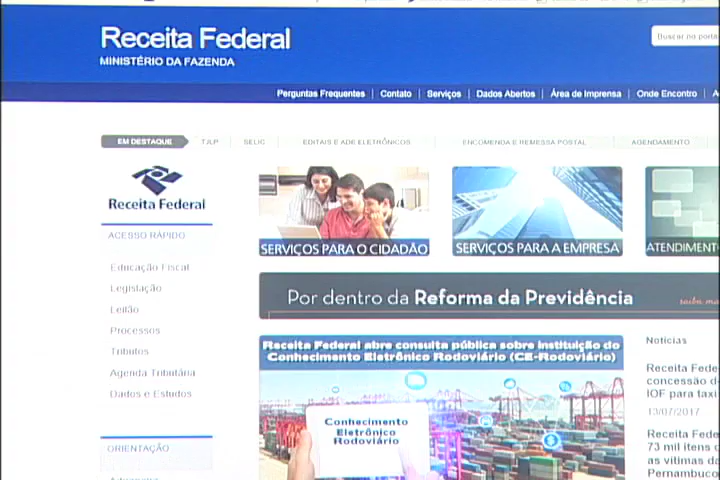 Receita Federal
MINISTÉRIO DA FAZENDA
Buscar no porta
Perguntas Frequentes | Contato | Serviços | Dados Abertos | Área de Imprensa | Onde Encontro | A
EM DESTAQUE TJLP SELIC EDITAIS E ADE ELETRÔNICOS ENCOMENDA E REMESSA POSTAL AGENDAMENTO
Receita Federal
ACESSO RÁPIDO
Educação Fiscal
Legislação
Leilão
Processos
Tributos
Agenda Tributária
Dados e Estudos
ORIENTAÇÃO
SERVIÇOS PARA O CIDADÃO
SERVIÇOS PARA A EMPRESA
ATENDIMENT
Por dentro da Reforma da Previdência
saiba ma
Receita Federal abre consulta pública sobre instituição do
Conhecimento Eletrônico Rodoviário (CE-Rodoviário)
Conhecimento
Eletrônico
Rodoviário
Notícias
Receita Fede
concessão d
IOF para taxi
13/07/2017
Receita Fede
73 mil itens d
as vítimas da
Pernambuco